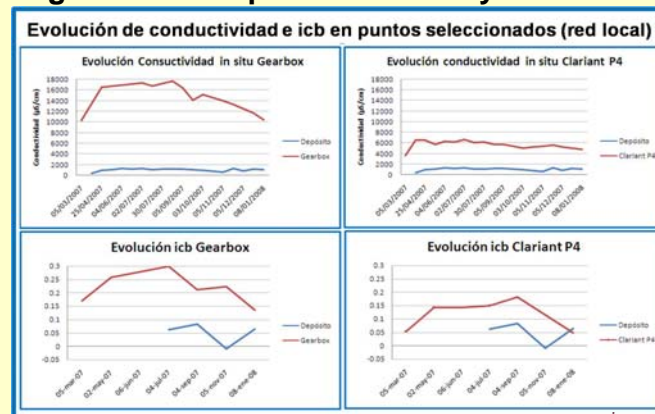 Evolución de conductividad e icb en puntos seleccionados (red local)
Evolución Consuctividad in situ Gearbox
Conductividad (µS/cm)
18000
16000
14000
12000
10000
8000
6000
4000
2000
0
05/03/2007
25/04/2007
04/06/2007
02/07/2007
30/07/2007
05/09/2007
03/10/2007
05/11/2007
05/12/2007
08/01/2008
Depósito
Gearbox
Evolución conductividad in situ Clariant P4
Conductividad (µS/cm)
18000
16000
14000
12000
10000
8000
6000
4000
2000
0
05/03/2007
25/04/2007
04/06/2007
02/07/2007
30/07/2007
05/09/2007
03/10/2007
05/11/2007
05/12/2007
08/01/2008
Depósito
Clariant P4
Evolución icb Gearbox
0.3
0.25
0.2
0.15
0.1
0.05
0
-0.05
05-mar-07
02-may-07
06-jun-07
04-jul-07
04-sep-07
05-nov-07
08-ene-08
Depósito
Gearbox
Evolución icb Clariant P4
0.3
0.25
0.2
0.15
0.1
0.05
0
-0.05
05-mar-07
02-may-07
06-jun-07
04-jul-07
04-sep-07
05-nov-07
08-ene-08
Depósito
Clariant P4